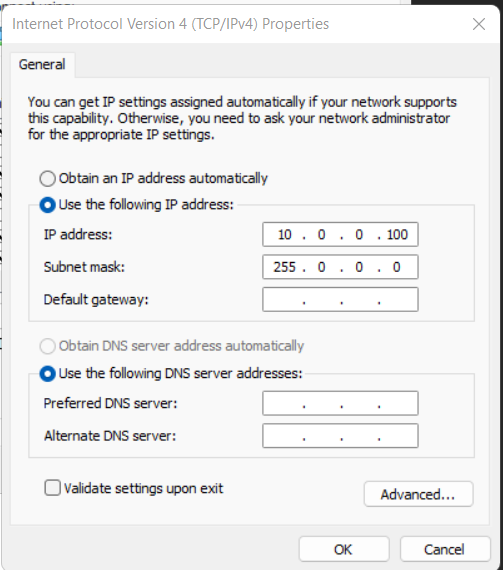 Internet Protocol Version 4 (TCP/IPv4) Properties
General
You can get IP settings assigned automatically if your network supports
this capability. Otherwise, you need to ask your network administrator
for the appropriate IP settings.
Obtain an IP address automatically
Use the following IP address:
IP address: 10 . 0 . 0 . 100
Subnet mask: 255 . 0 . 0 . 0
Default gateway: . . .
Obtain DNS server address automatically
Use the following DNS server addresses:
Preferred DNS server: . . .
Alternate DNS server: . . .
Validate settings upon exit
Advanced...
OK Cancel